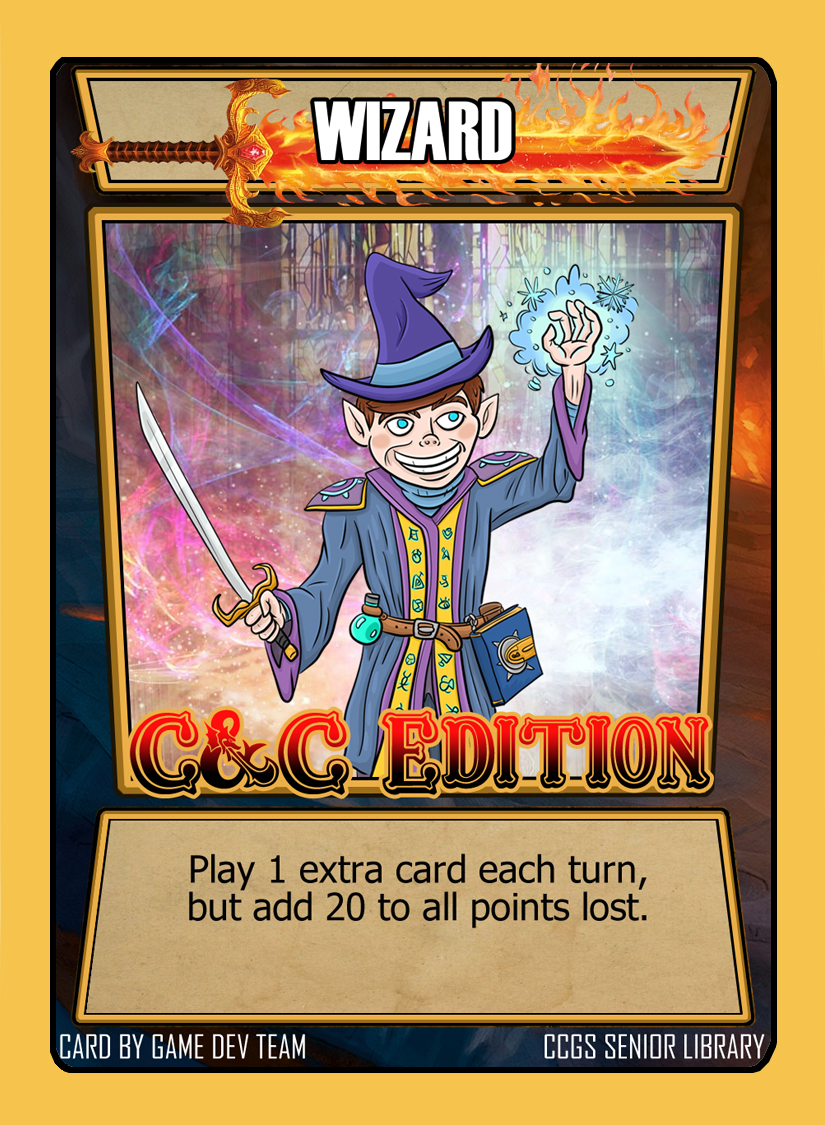 WIZARD
C&C EDITION
Play 1 extra card each turn,
but add 20 to all points lost.
CARD BY GAME DEV TEAM
CCGS SENIOR LIBRARY